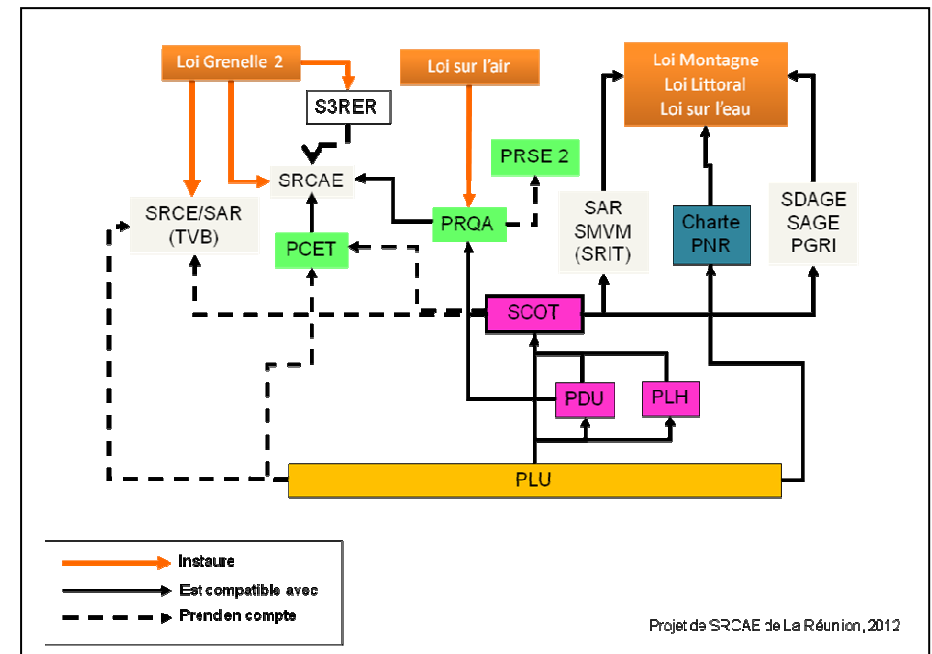 Loi Grenelle 2
Loi sur l'air
Loi Montagne
Loi Littoral
Loi sur l'eau
S3RER
PRSE 2
SRCAE
SRCE/SAR
(TVB)
PRQA
PCET
SAR
SMVM
(SRIT)
Charte
PNR
SDAGE
SAGE
PGRI
SCOT
PDU
PLH
PLU
Instaure
Est compatible avec
Prend en compte
Projet de SRCAE de La Réunion, 2012